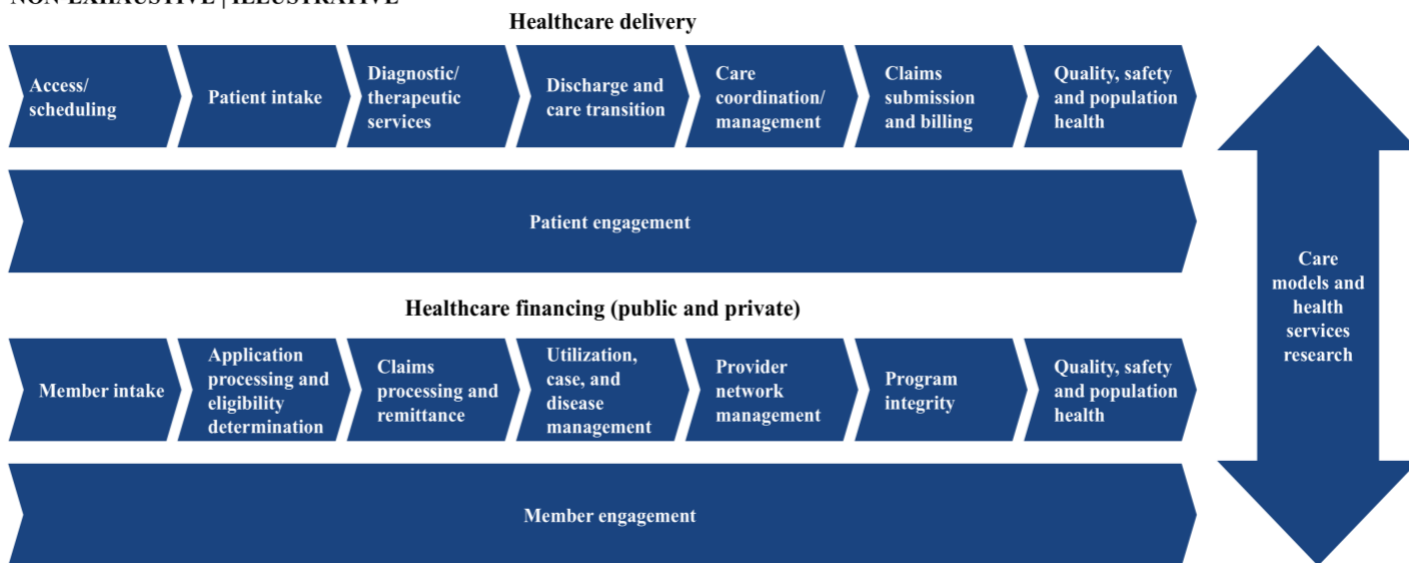 NON-EXHAUSTIVE | ILLUSTRATIVE
Healthcare delivery
Access/
scheduling
Patient intake
Diagnostic/
therapeutic
services
Discharge and
care transition
Care
coordination/
management
Claims
submission
and billing
Quality, safety
and population
health
Patient engagement
Healthcare financing (public and private)
Member intake
Application
processing and
eligibility
determination
Claims
processing and
remittance
Utilization,
case, and
disease
management
Provider
network
management
Program
integrity
Quality, safety
and population
health
Member engagement
Care
models and
health
services
research